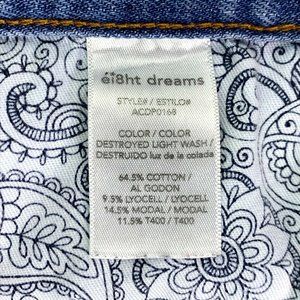 éi8ht dreams
STYLE# / ESTILO#
ACDP0168
COLOR / COLOR
DESTROYED LIGHT WASH /
DESTRUIDO luz de la colada
64.5% COTTON /
AL GODON
9.5% LYOCELL / LYOCELL
14.5% MODAL / MODAL
11.5% T400 / T400